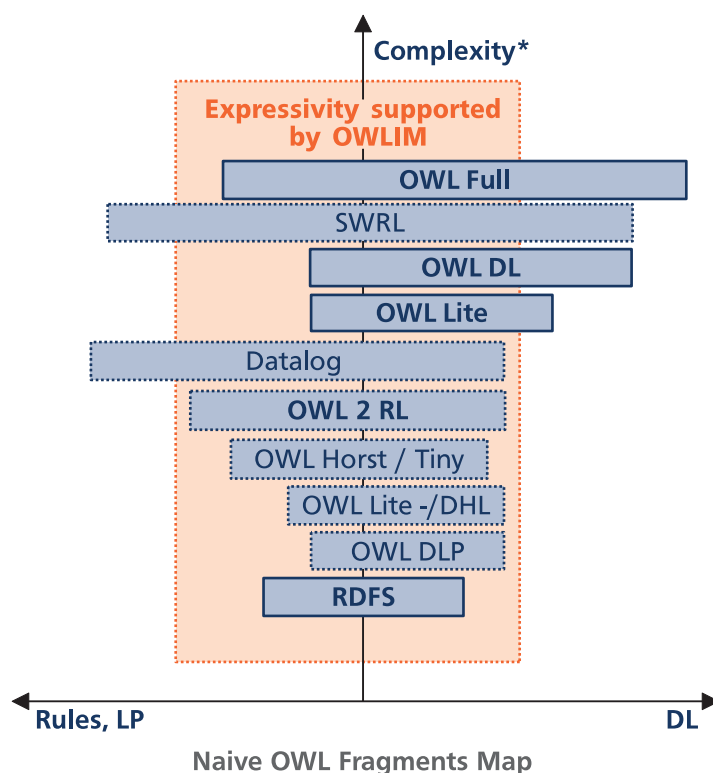 Complexity*
Expressivity supported
by OWLIM
OWL Full
SWRL
OWL DL
OWL Lite
Datalog
OWL 2 RL
OWL Horst / Tiny
OWL Lite -/DHL
OWL DLP
RDFS
Rules, LP
DL
Naive OWL Fragments Map